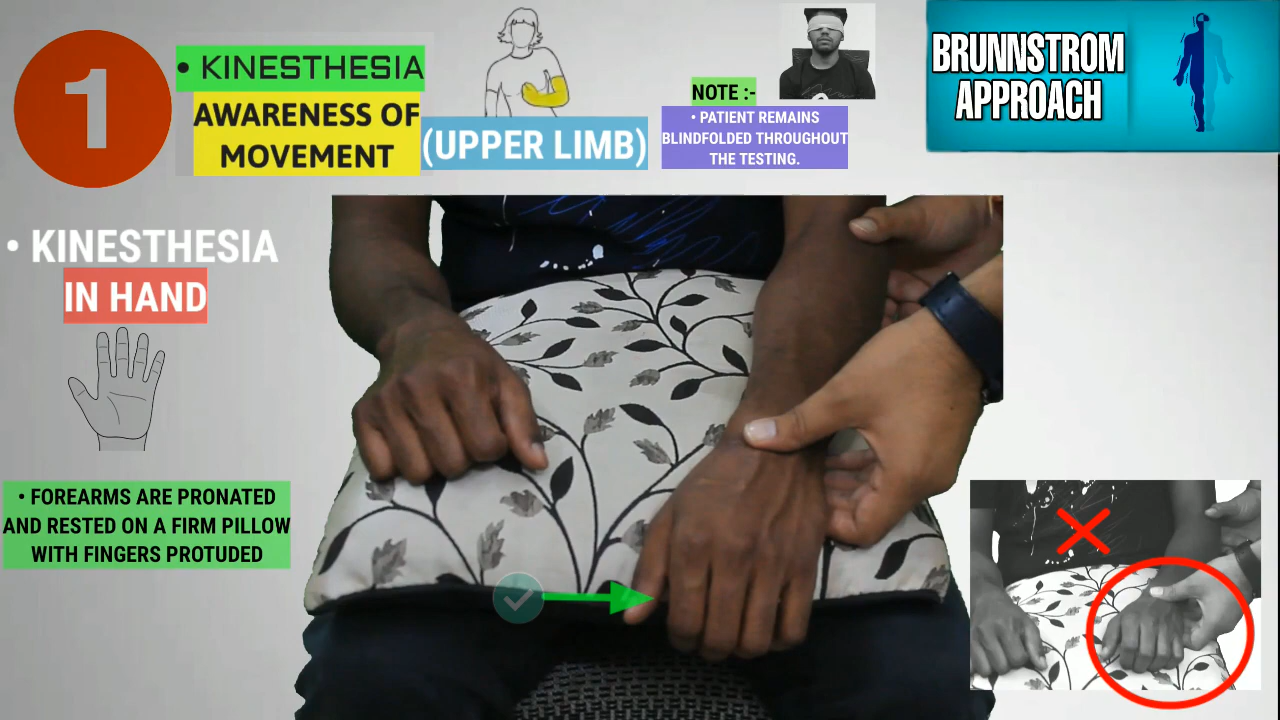 1
• KINESTHESIA
AWARENESS OF
MOVEMENT
(UPPER LIMB)
NOTE :-
• PATIENT REMAINS
BLINDFOLDED THROUGHOUT
THE TESTING.
BRUNNSTROM
APPROACH
• KINESTHESIA
IN HAND
• FOREARMS ARE PRONATED
AND RESTED ON A FIRM PILLOW
WITH FINGERS PROTUDED